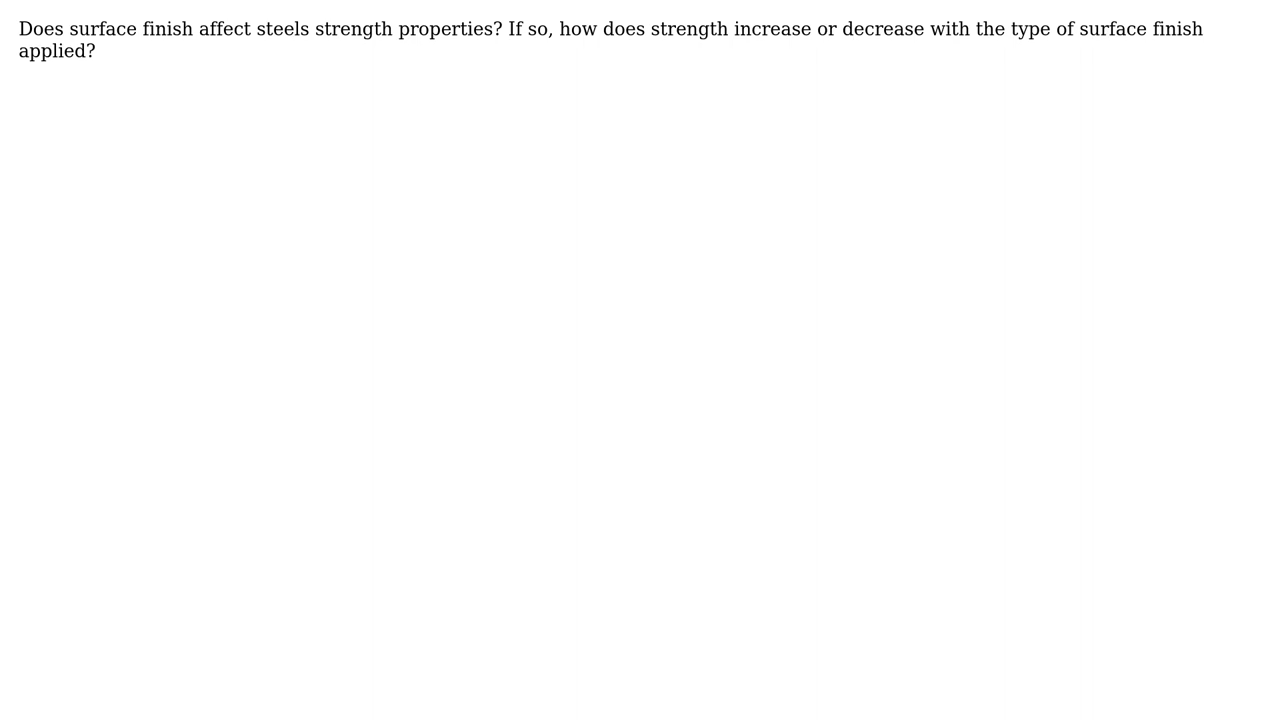 Does surface finish affect steels strength properties? If so, how does strength increase or decrease with the type of surface finish
applied?